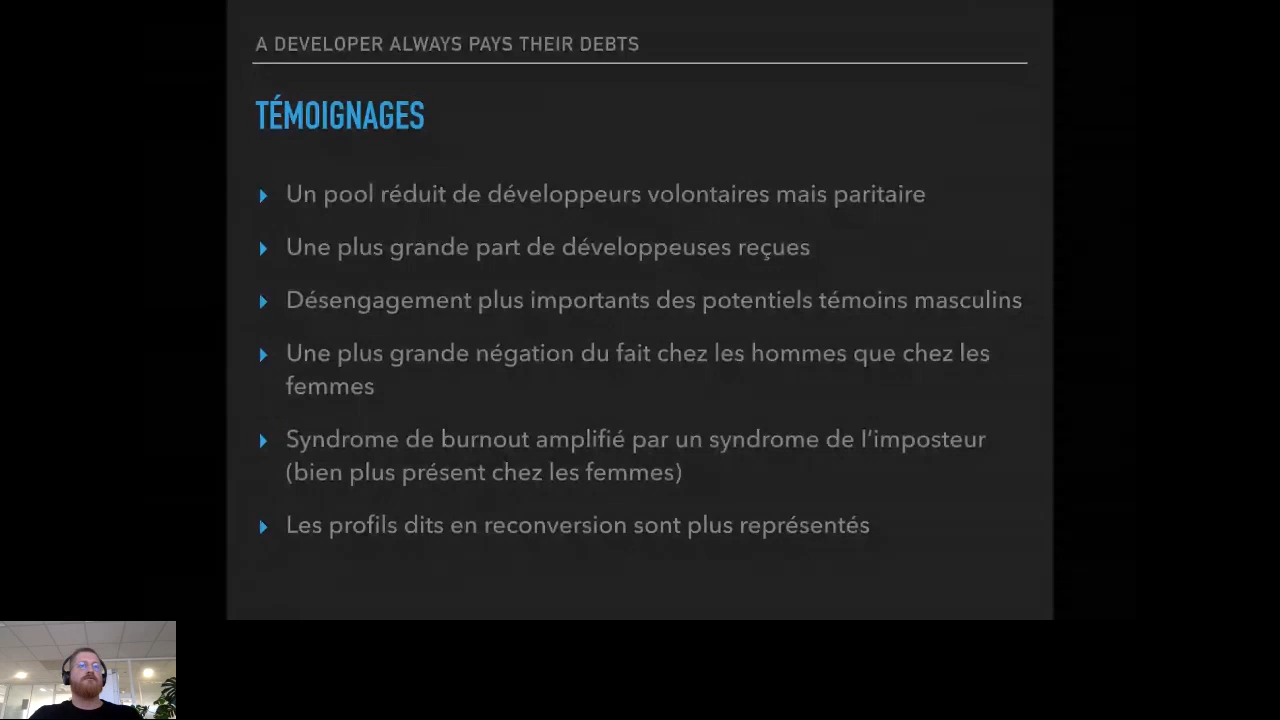 A DEVELOPER ALWAYS PAYS THEIR DEBTS
TÉMOIGNAGES
Un pool réduit de développeurs volontaires mais paritaire
Une plus grande part de développeuses reçues
Désengagement plus importants des potentiels témoins masculins
Une plus grande négation du fait chez les hommes que chez les
femmes
Syndrome de burnout amplifié par un syndrome de l’imposteur
(bien plus présent chez les femmes)
Les profils dits en reconversion sont plus représentés